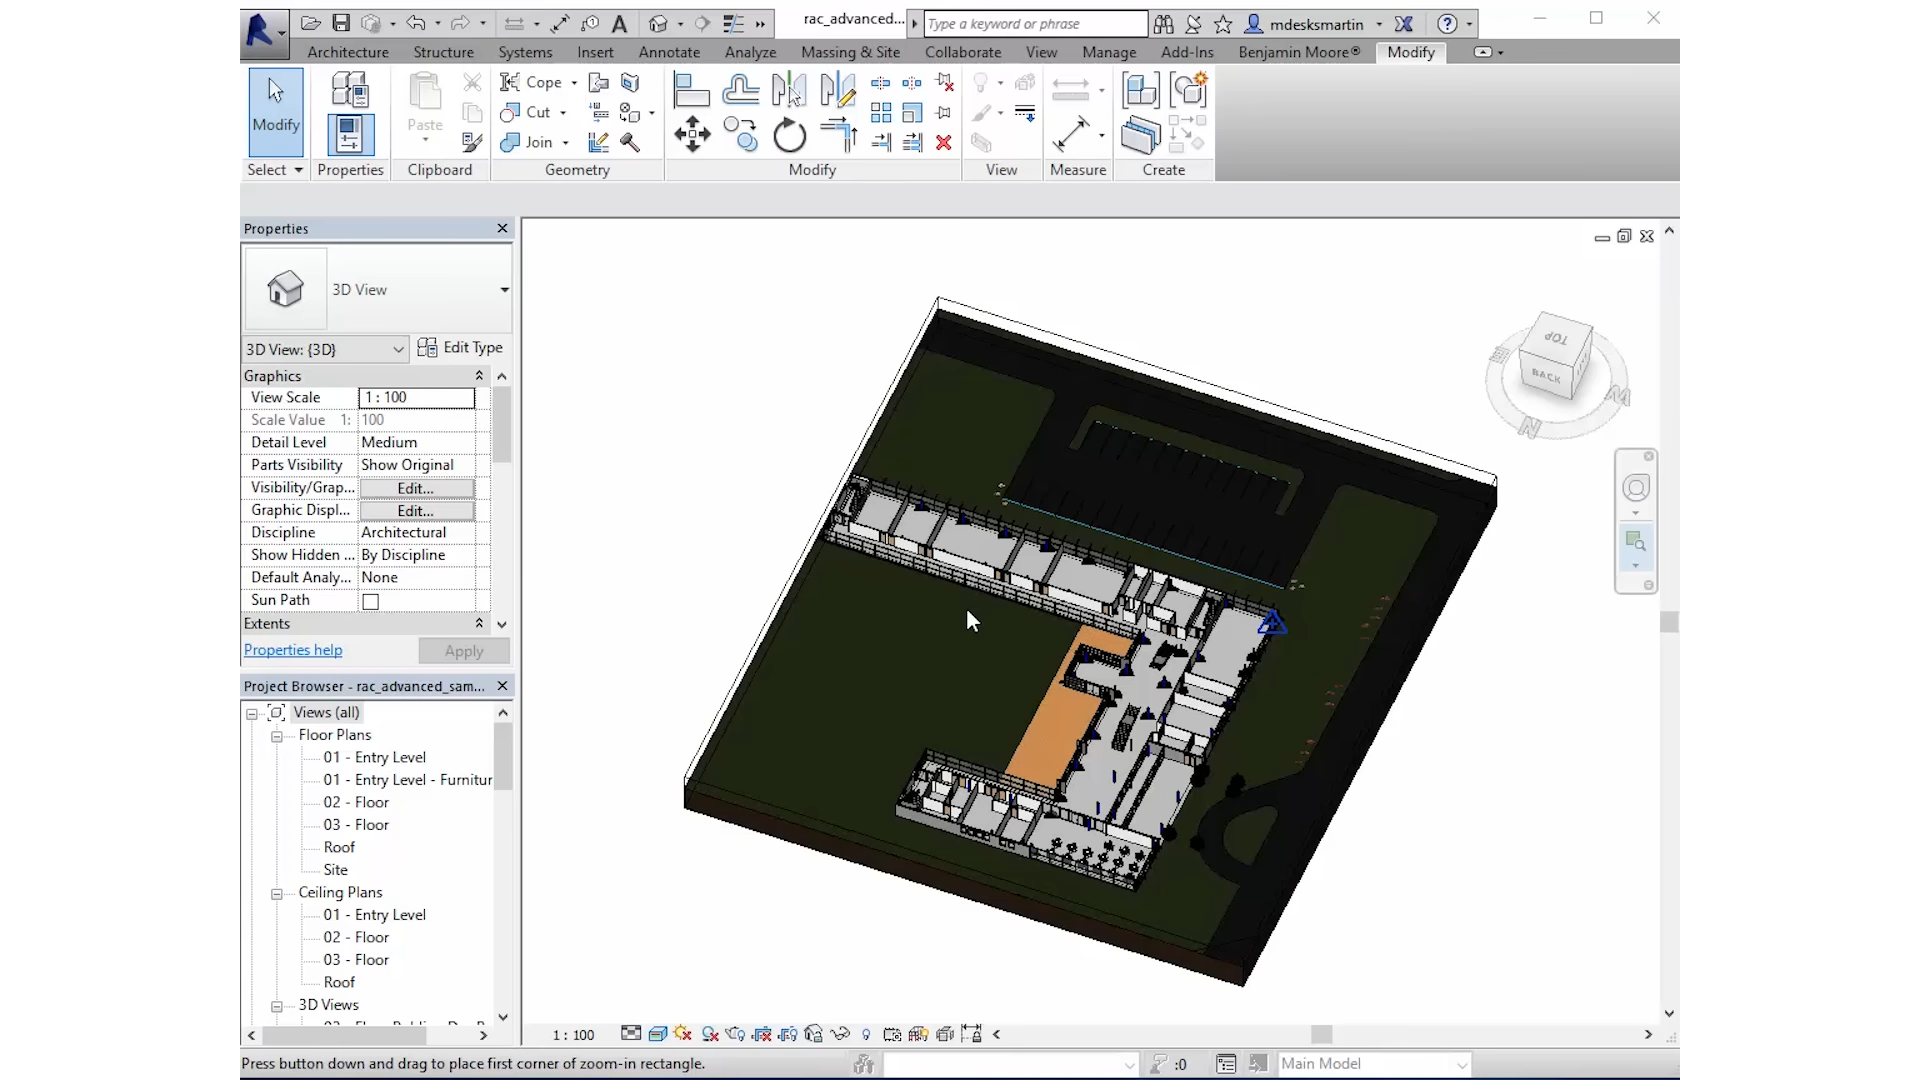 rac_advanced...
Type a keyword or phrase
mdesksmartin
Architecture Structure Systems Insert Annotate Analyze Massing & Site Collaborate View Manage Add-Ins Benjamin Moore® Modify
Modify
Paste
Cope
Cut
Join
Select Properties Clipboard Geometry Modify View Measure Create
Properties
3D View
3D View: {3D} Edit Type
Graphics
View Scale 1 : 100
Scale Value 1: 100
Detail Level Medium
Parts Visibility Show Original
Visibility/Grap... Edit...
Graphic Displ... Edit...
Discipline Architectural
Show Hidden ... By Discipline
Default Analy... None
Sun Path
Extents
Properties help Apply
Project Browser - rac_advanced_sam...
Views (all)
Floor Plans
01 - Entry Level
01 - Entry Level - Furnitur
02 - Floor
03 - Floor
Roof
Site
Ceiling Plans
01 - Entry Level
02 - Floor
03 - Floor
Roof
3D Views
TOP
BACK
N
W
1 : 100
Press button down and drag to place first corner of zoom-in rectangle.
:0
Main Model